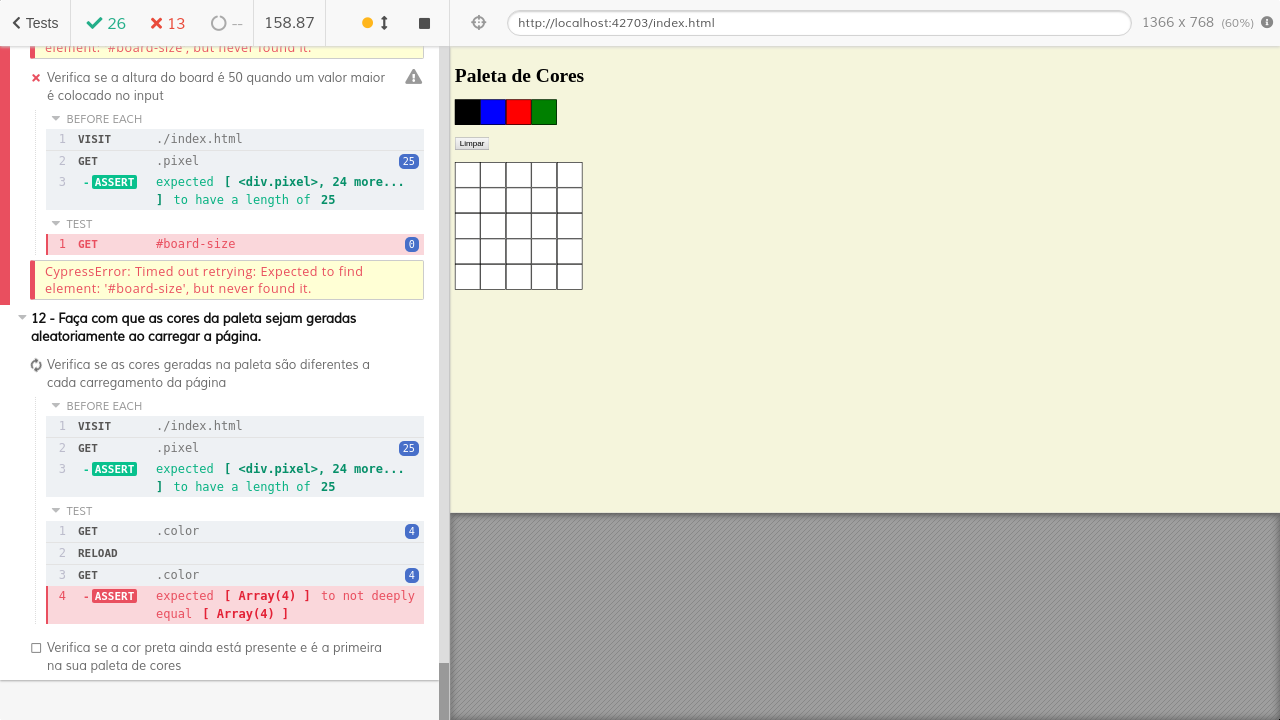 Tests
26
13
--
158.87
http://localhost:42703/index.html
1366 x 768 (60%)
element: '#board-size', but never found it.
Verifica se a altura do board é 50 quando um valor maior
é colocado no input
BEFORE EACH
1 VISIT ./index.html
2 GET .pixel 25
3 - ASSERT expected [ <div.pixel>, 24 more...
] to have a length of 25
TEST
1 GET #board-size 0
CypressError: Timed out retrying: Expected to find
element: '#board-size', but never found it.
12 - Faça com que as cores da paleta sejam geradas
aleatoriamente ao carregar a página.
Verifica se as cores geradas na paleta são diferentes a
cada carregamento da página
BEFORE EACH
1 VISIT ./index.html
2 GET .pixel 25
3 - ASSERT expected [ <div.pixel>, 24 more...
] to have a length of 25
TEST
1 GET .color 4
2 RELOAD
3 GET .color 4
4 - ASSERT expected [ Array(4) ] to not deeply
equal [ Array(4) ]
Verifica se a cor preta ainda está presente e é a primeira
na sua paleta de cores
Paleta de Cores
Limpar